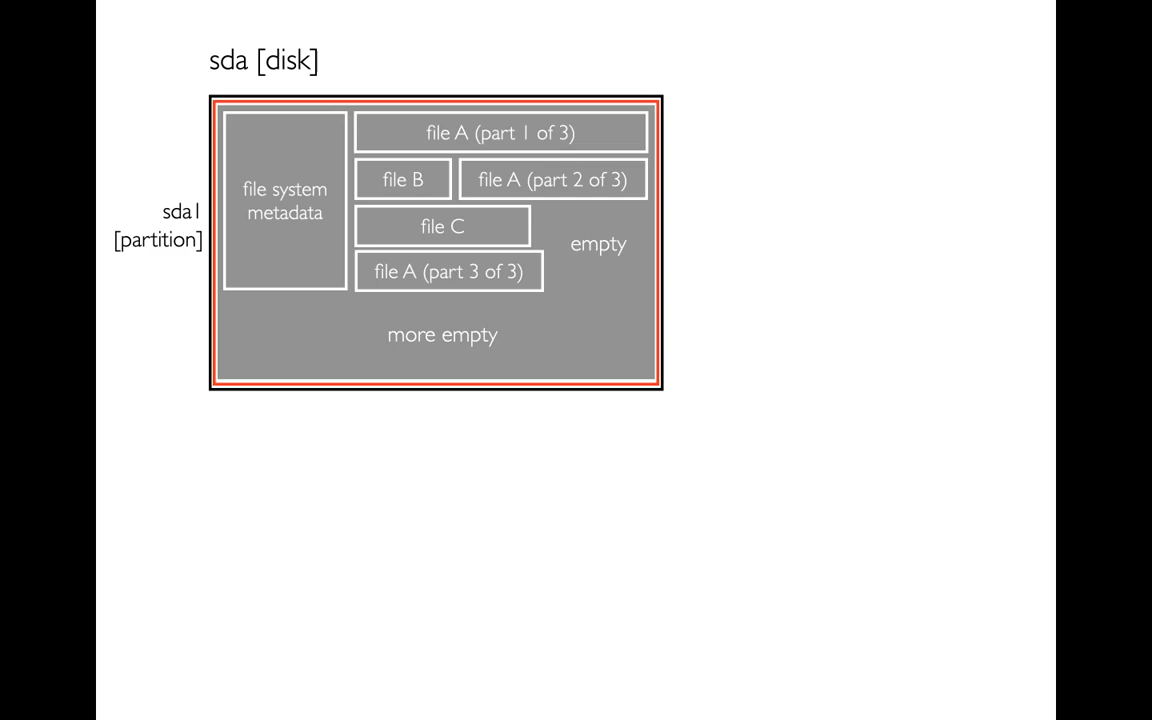 sda [disk]
file A (part 1 of 3)
file B
file A (part 2 of 3)
file system
metadata
sda1
[partition]
file C
empty
file A (part 3 of 3)
more empty